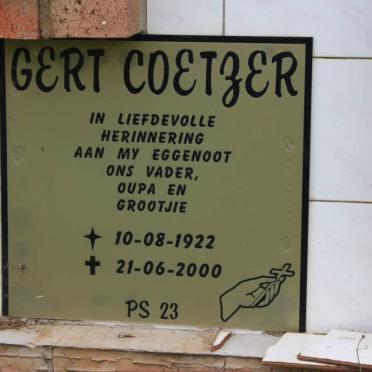 GERT COETZER
IN LIEFDEVOLLE
HERINNERING
AAN MY EGGENOOT
ONS VADER,
OUPA EN
GROOTJIE
10-08-1922
21-06-2000
PS 23